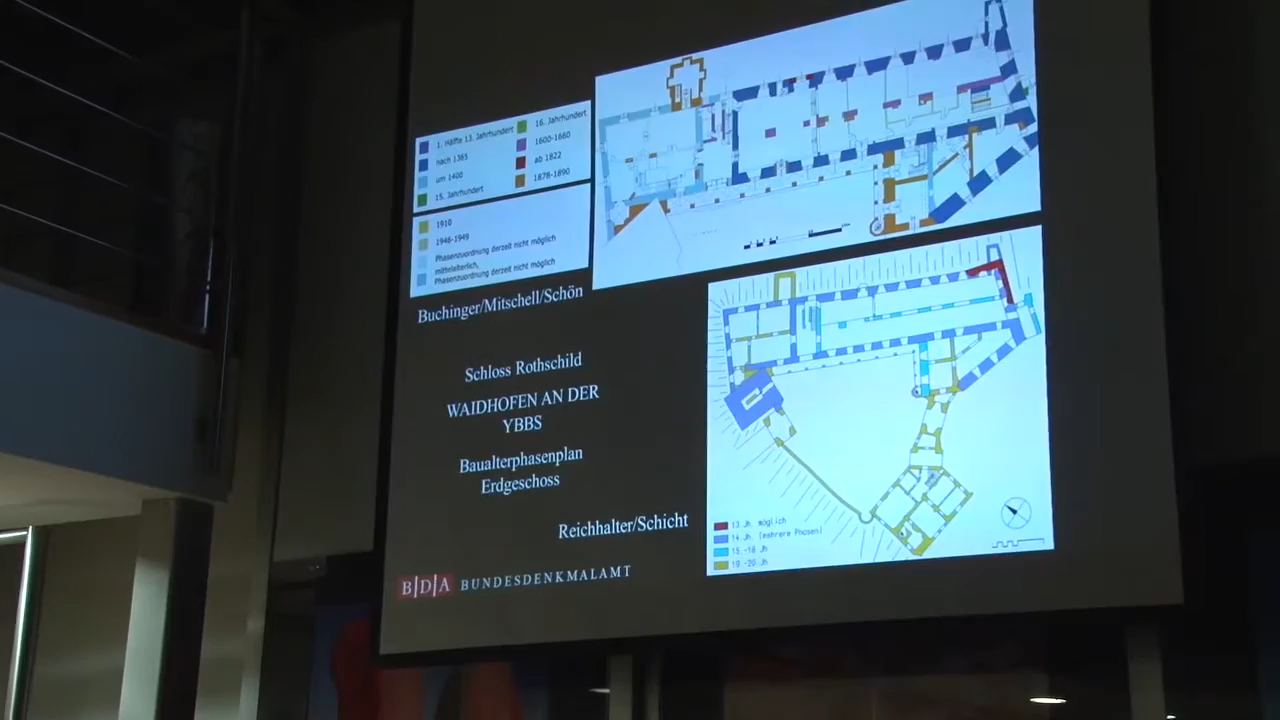 1. Hälfte 13. Jahrhundert
nach 1365
um 1400
15. Jahrhundert
16. Jahrhundert
1600-1660
ab 1822
1878-1890
1910
1946-1949
Phasenzuordnung derzeit nicht möglich
mittelalterlich,
Phasenzuordnung derzeit nicht möglich
Buchinger/Mitschell/Schön
Schloss Rothschild
WAIDHOFEN AN DER
YBBS
Baualterphasenplan
Erdgeschoss
Reichhalter/Schicht
13. Jh. möglich
14. Jh. (mehrere Phasen)
15.-18 Jh
19.-20. Jh
B|D|A BUNDESDENKMALAMT